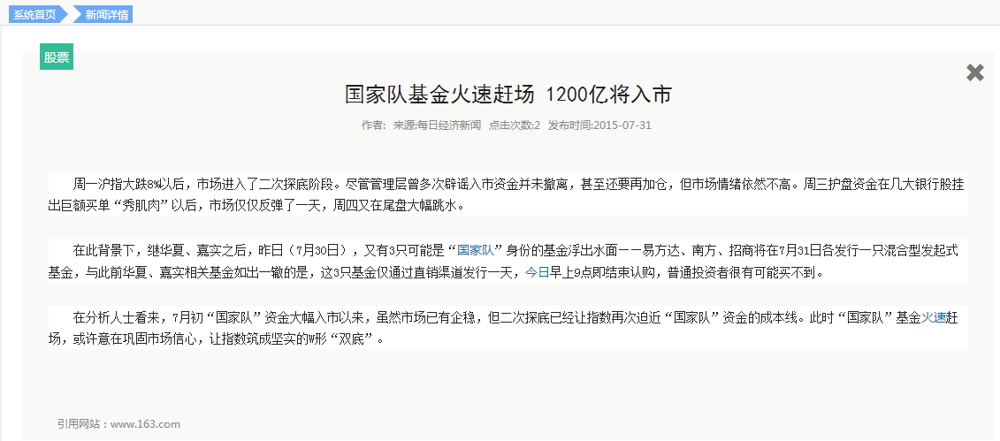 系统首页 新闻详情
股票
✖
国家队基金火速赶场 1200亿将入市
作者: 来源:每日经济新闻 点击次数:2 发布时间:2015-07-31
周一沪指大跌8%以后，市场进入了二次探底阶段。尽管管理层曾多次辟谣入市资金并未撤离，甚至还要再加仓，但市场情绪依然不高。周三护盘资金在几大银行股挂
出巨额买单“秀肌肉”以后，市场仅仅反弹了一天，周四又在尾盘大幅跳水。
在此背景下，继华夏、嘉实之后，昨日（7月30日），又有3只可能是“国家队”身份的基金浮出水面——易方达、南方、招商将在7月31日各发行一只混合型发起式
基金，与此前华夏、嘉实相关基金如出一辙的是，这3只基金仅通过直销渠道发行一天，今日早上9点即结束认购，普通投资者很有可能买不到。
在分析人士看来，7月初“国家队”资金大幅入市以来，虽然市场已有企稳，但二次探底已经让指数再次迫近“国家队”资金的成本线。此时“国家队”基金火速赶
场，或许意在巩固市场信心，让指数筑成坚实的W形“双底”。
引用网站：www.163.com